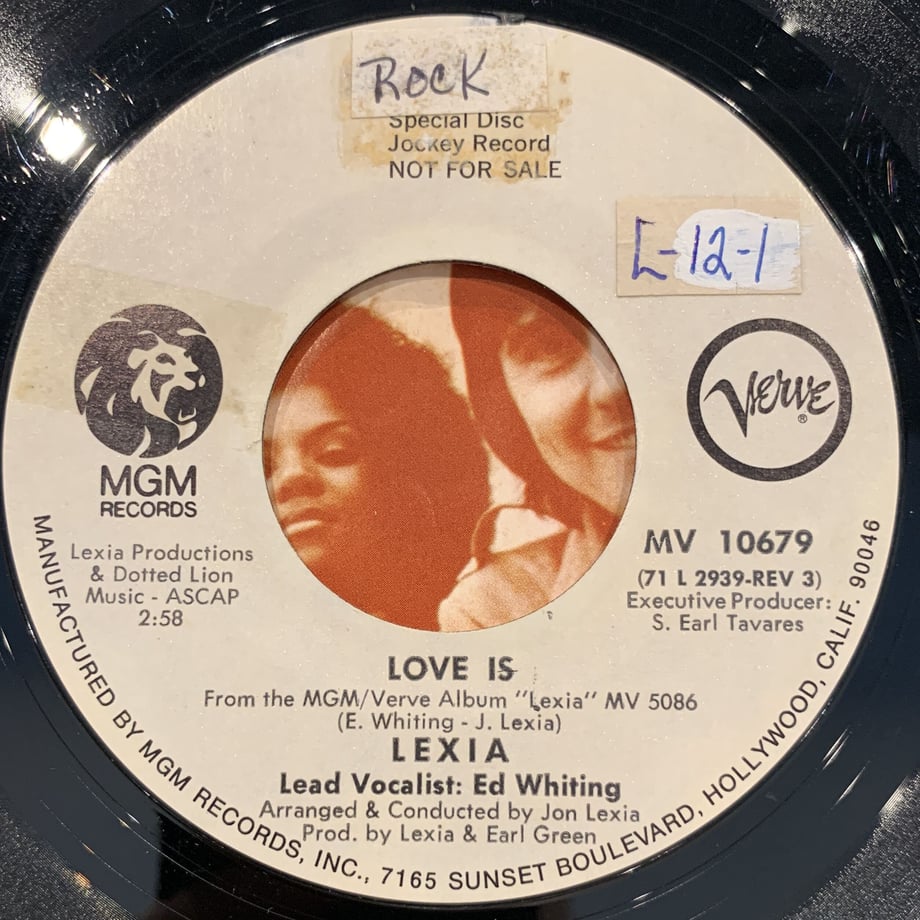 ROCK
Special Disc
Jockey Record
NOT FOR SALE
L-12-1
MGM
RECORDS
Verve®
Lexia Productions
& Dotted Lion
Music - ASCAP
2:58
MV 10679
(71 L 2939-REV 3)
Executive Producer:
S. Earl Tavares
LOVE IS
From the MGM/Verve Album "Lexia" MV 5086
(E. Whiting - J. Lexia)
LEXIA
Lead Vocalist: Ed Whiting
Arranged & Conducted by Jon Lexia
Prod. by Lexia & Earl Green
MANUFACTURED BY MGM RECORDS, INC., 7165 SUNSET BOULEVARD, HOLLYWOOD, CALIF. 90046